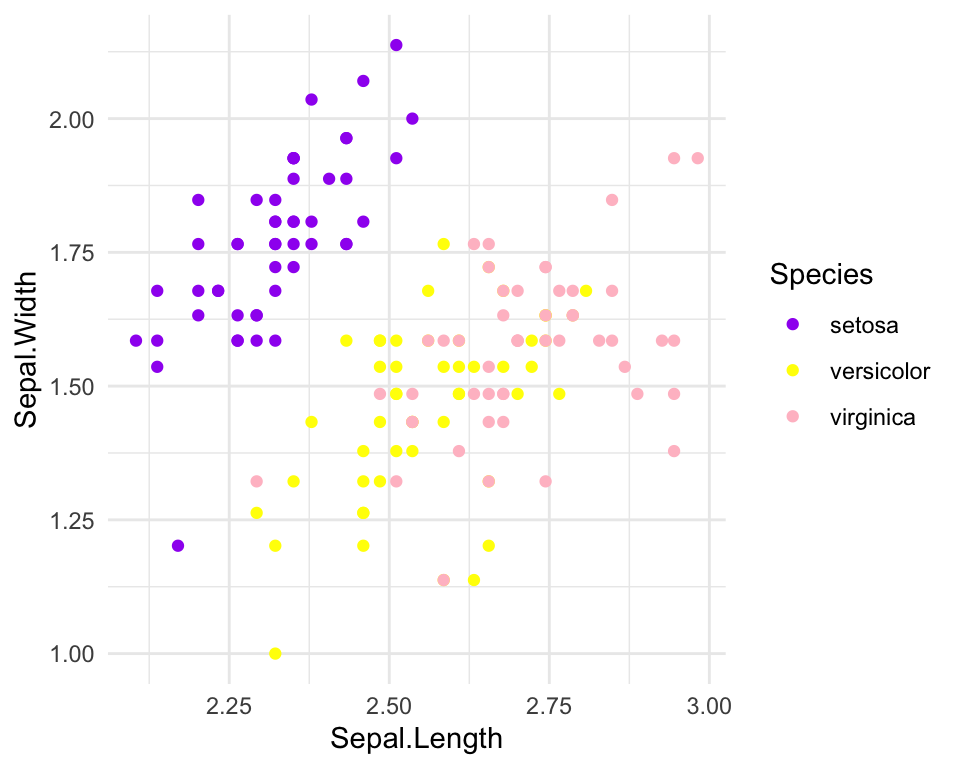 Sepal.Width
2.00
1.75
1.50
1.25
1.00
2.25 2.50 2.75 3.00
Sepal.Length
Species
setosa
versicolor
virginica